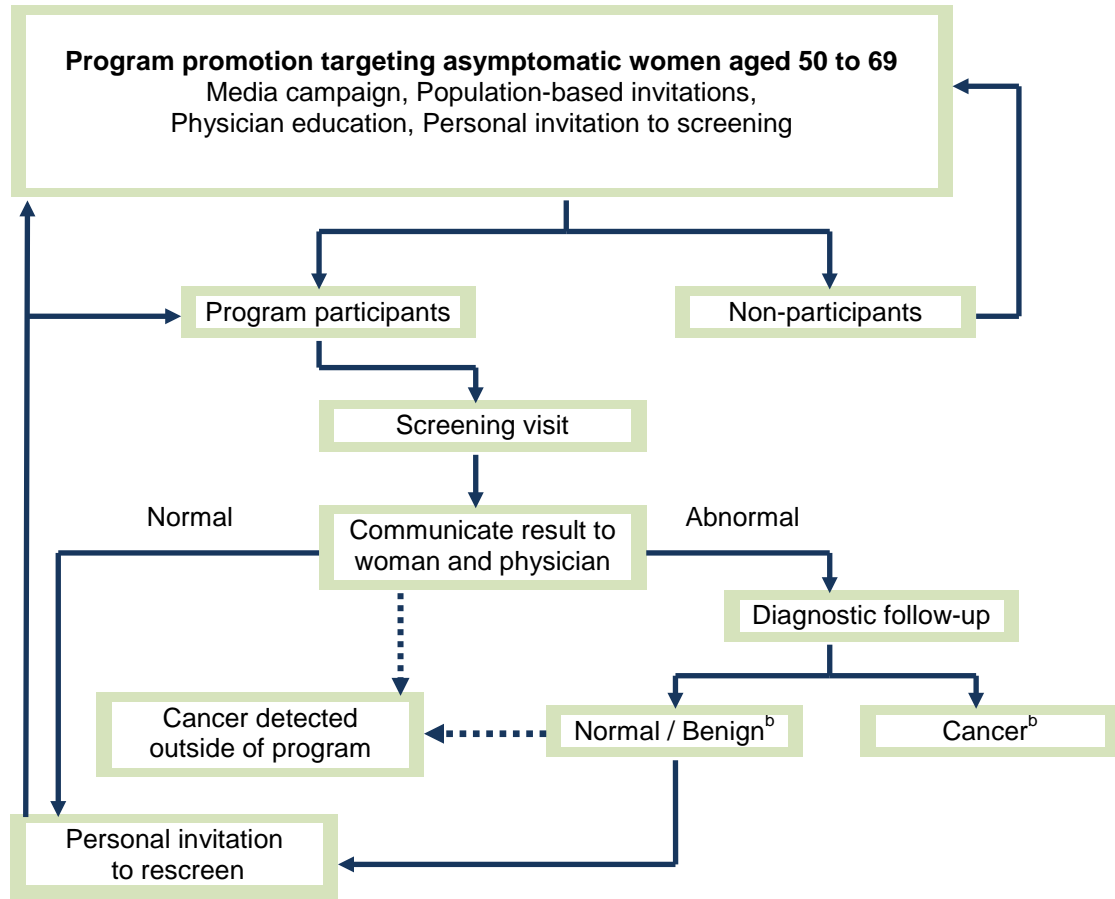 Program promotion targeting asymptomatic women aged 50 to 69
Media campaign, Population-based invitations,
Physician education, Personal invitation to screening
Program participants
Non-participants
Screening visit
Normal
Communicate result to
woman and physician
Abnormal
Diagnostic follow-up
Cancer detected
outside of program
Normal / Benignᵇ
Cancerᵇ
Personal invitation
to rescreen